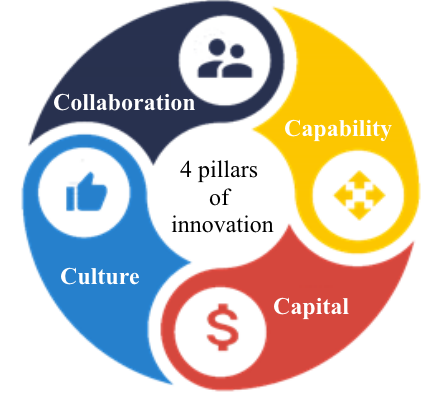 Collaboration
Capability
4 pillars
of
innovation
Culture
Capital
$